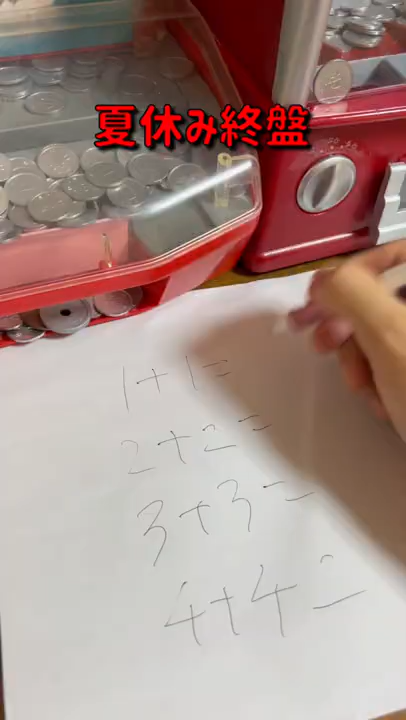 夏休み終盤
1+1=
2+2=
3+3=
4+4=